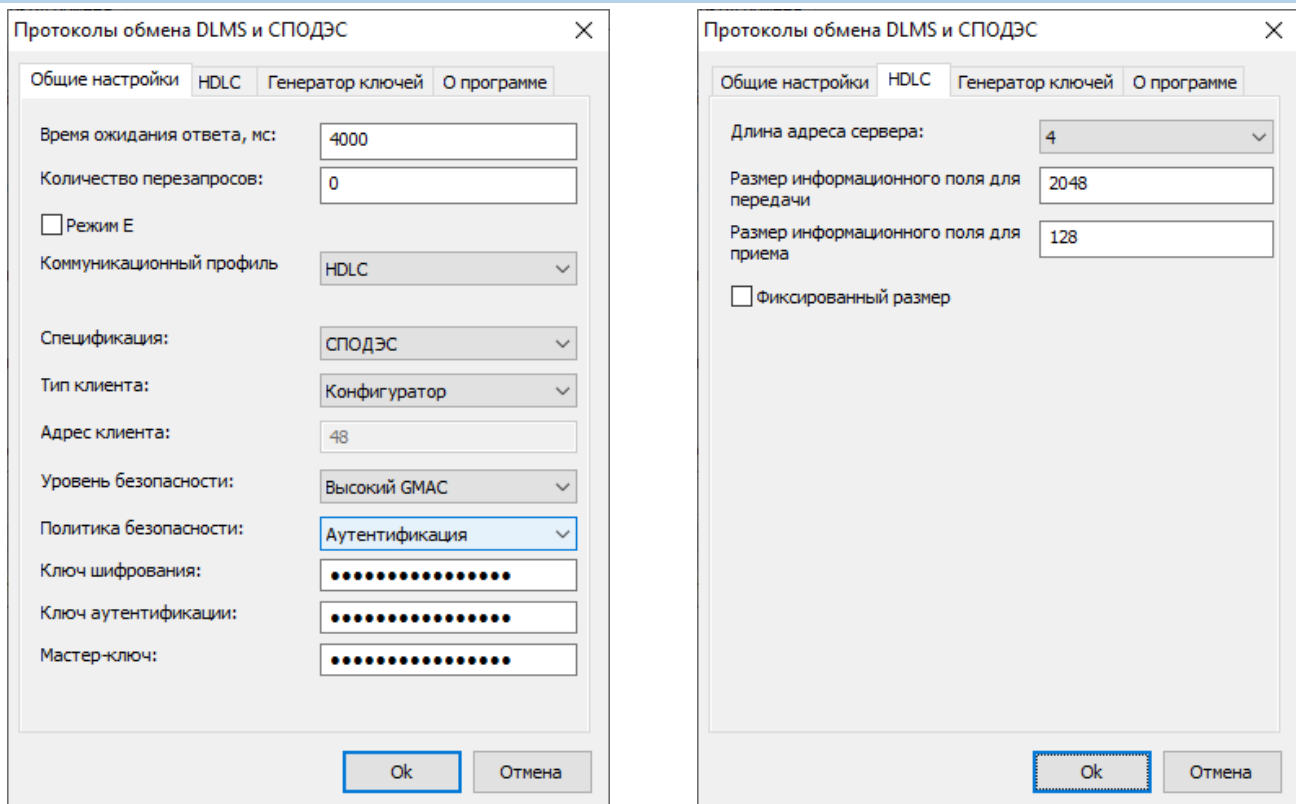 Протоколы обмена DLMS и СПОДЭС
Общие настройки HDLC Генератор ключей О программе
Время ожидания ответа, мс: 4000
Количество перезапросов: 0
Режим E
Коммуникационный профиль HDLC
Спецификация: СПОДЭС
Тип клиента: Конфигуратор
Адрес клиента: 48
Уровень безопасности: Высокий GMAC
Политика безопасности: Аутентификация
Ключ шифрования: ●●●●●●●●●●●●●●●●
Ключ аутентификации: ●●●●●●●●●●●●●●●●
Мастер-ключ: ●●●●●●●●●●●●●●●●
Ok Отмена
Протоколы обмена DLMS и СПОДЭС
Общие настройки HDLC Генератор ключей О программе
Длина адреса сервера: 4
Размер информационного поля для
передачи
2048
Размер информационного поля для
приема
128
Фиксированный размер
Ok Отмена